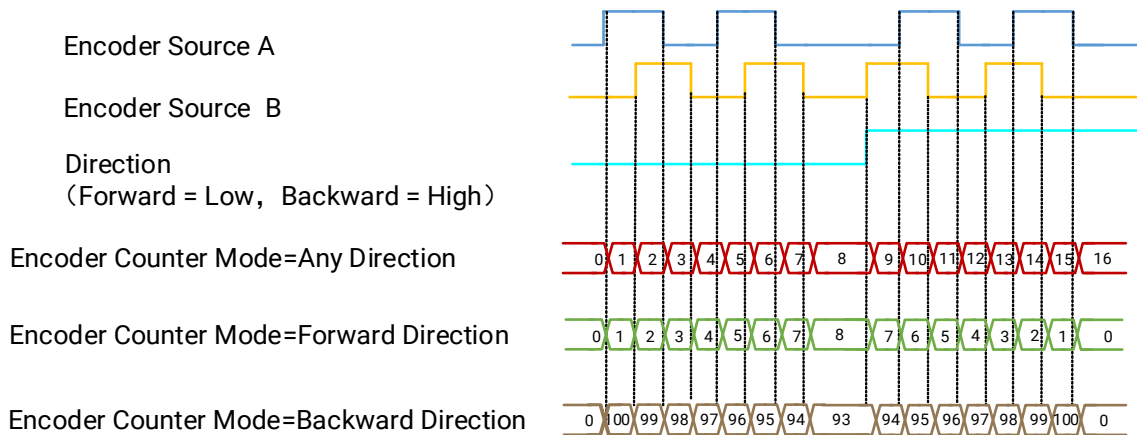 Encoder Source A
Encoder Source B
Direction
（Forward = Low，Backward = High）
Encoder Counter Mode=Any Direction
0 1 2 3 4 5 6 7 8 9 10 11 12 13 14 15 16
Encoder Counter Mode=Forward Direction
0 1 2 3 4 5 6 7 8 7 6 5 4 3 2 1 0
Encoder Counter Mode=Backward Direction
0 100 99 98 97 96 95 94 93 94 95 96 97 98 99 100 0